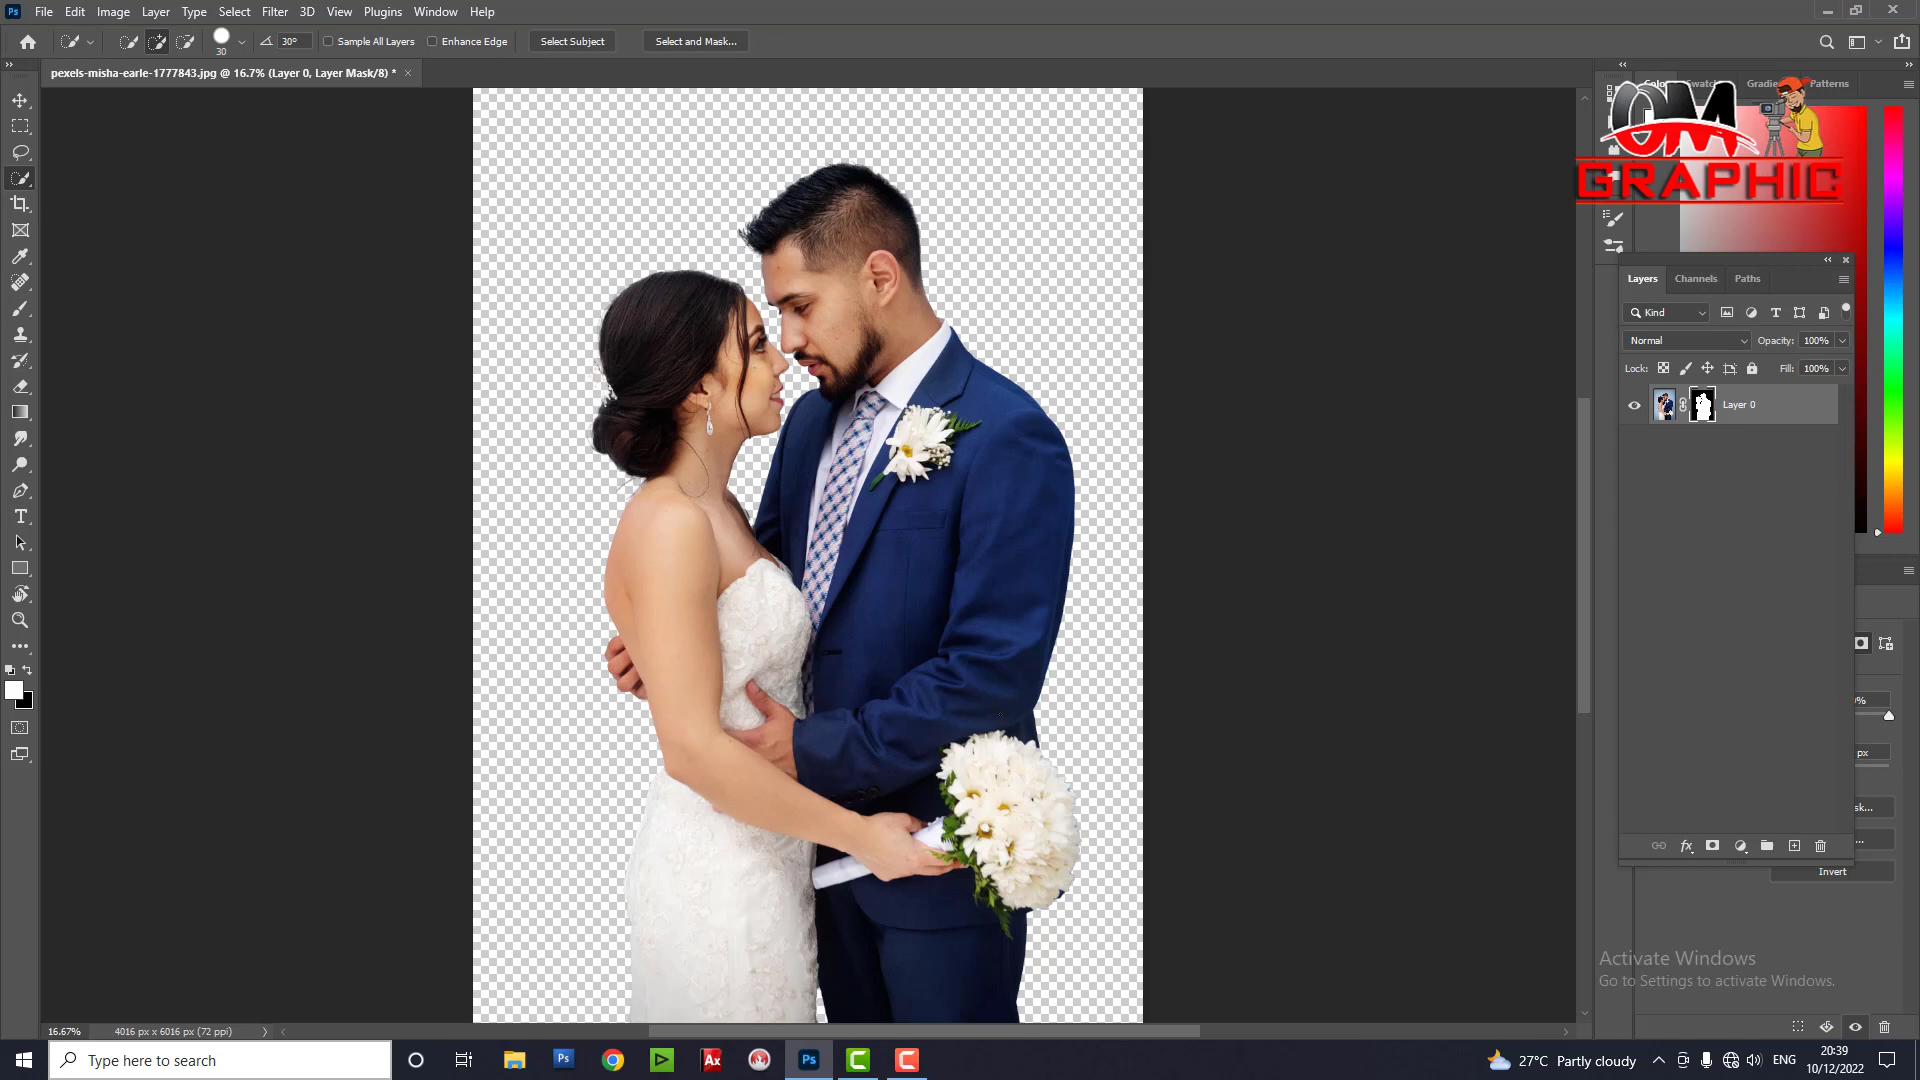 File Edit Image Layer Type Select Filter 3D View Plugins Window Help
30 30° Sample All Layers Enhance Edge Select Subject Select and Mask...
pexels-misha-earle-1777843.jpg @ 16.7% (Layer 0, Layer Mask/8) *
Patterns
OM
GRAPHIC
Layers Channels Paths
Kind
Normal Opacity: 100%
Lock: Fill: 100%
Layer 0
px
Invert
Activate Windows
Go to Settings to activate Windows.
16.67% 4016 px x 6016 px (72 ppi)
Type here to search
27°C Partly cloudy ENG 20:39
10/12/2022